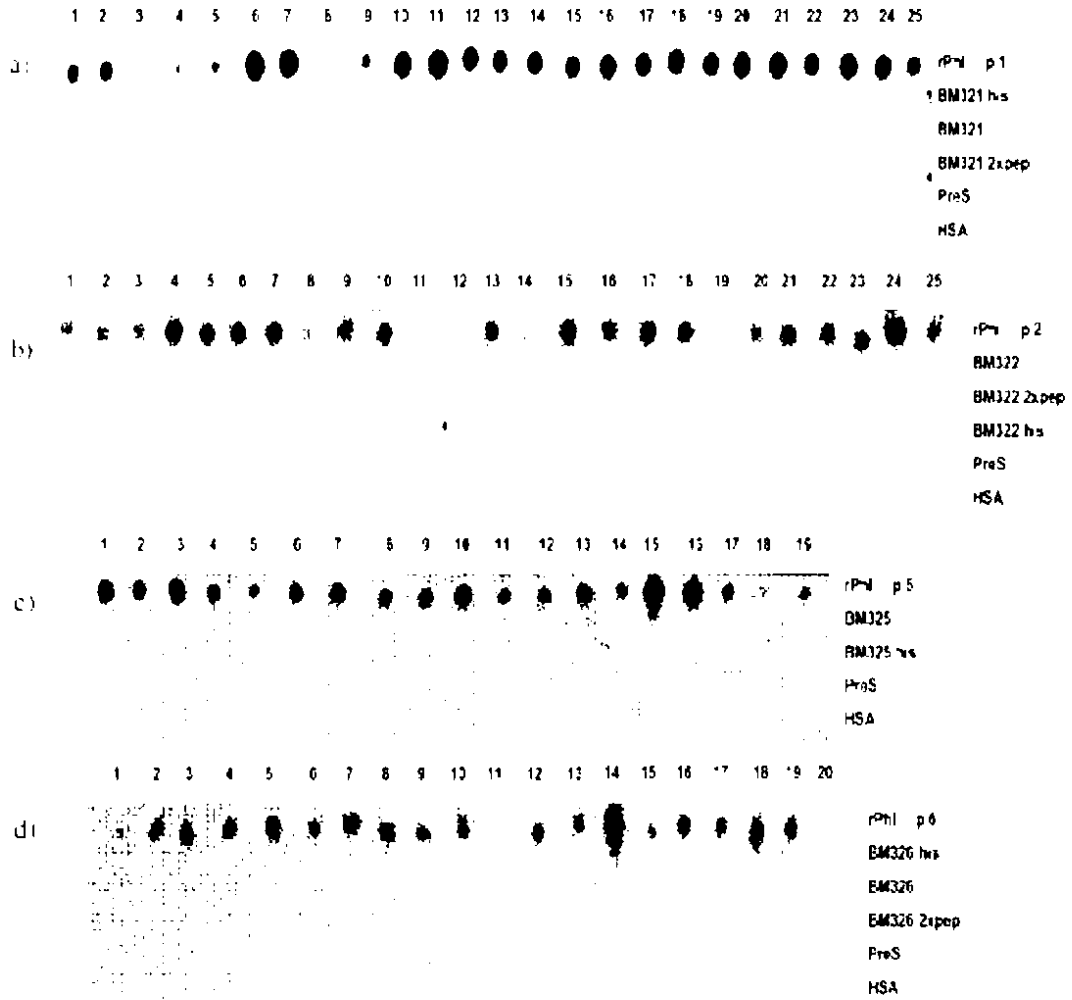 1 2 3 4 5 6 7 8 9 10 11 12 13 14 15 16 17 18 19 20 21 22 23 24 25
a)
rPhl p 1
BM321 his
BM321
BM321 2xpep
PreS
HSA
1 2 3 4 5 6 7 8 9 10 11 12 13 14 15 16 17 18 19 20 21 22 23 24 25
b)
rPhl p 2
BM322
BM322 2xpep
BM322 his
PreS
HSA
1 2 3 4 5 6 7 8 9 10 11 12 13 14 15 16 17 18 19
c)
rPhl p 5
BM325
BM325 his
PreS
HSA
1 2 3 4 5 6 7 8 9 10 11 12 13 14 15 16 17 18 19 20
d)
rPhl p 6
BM326 his
BM326
BM326 2xpep
PreS
HSA